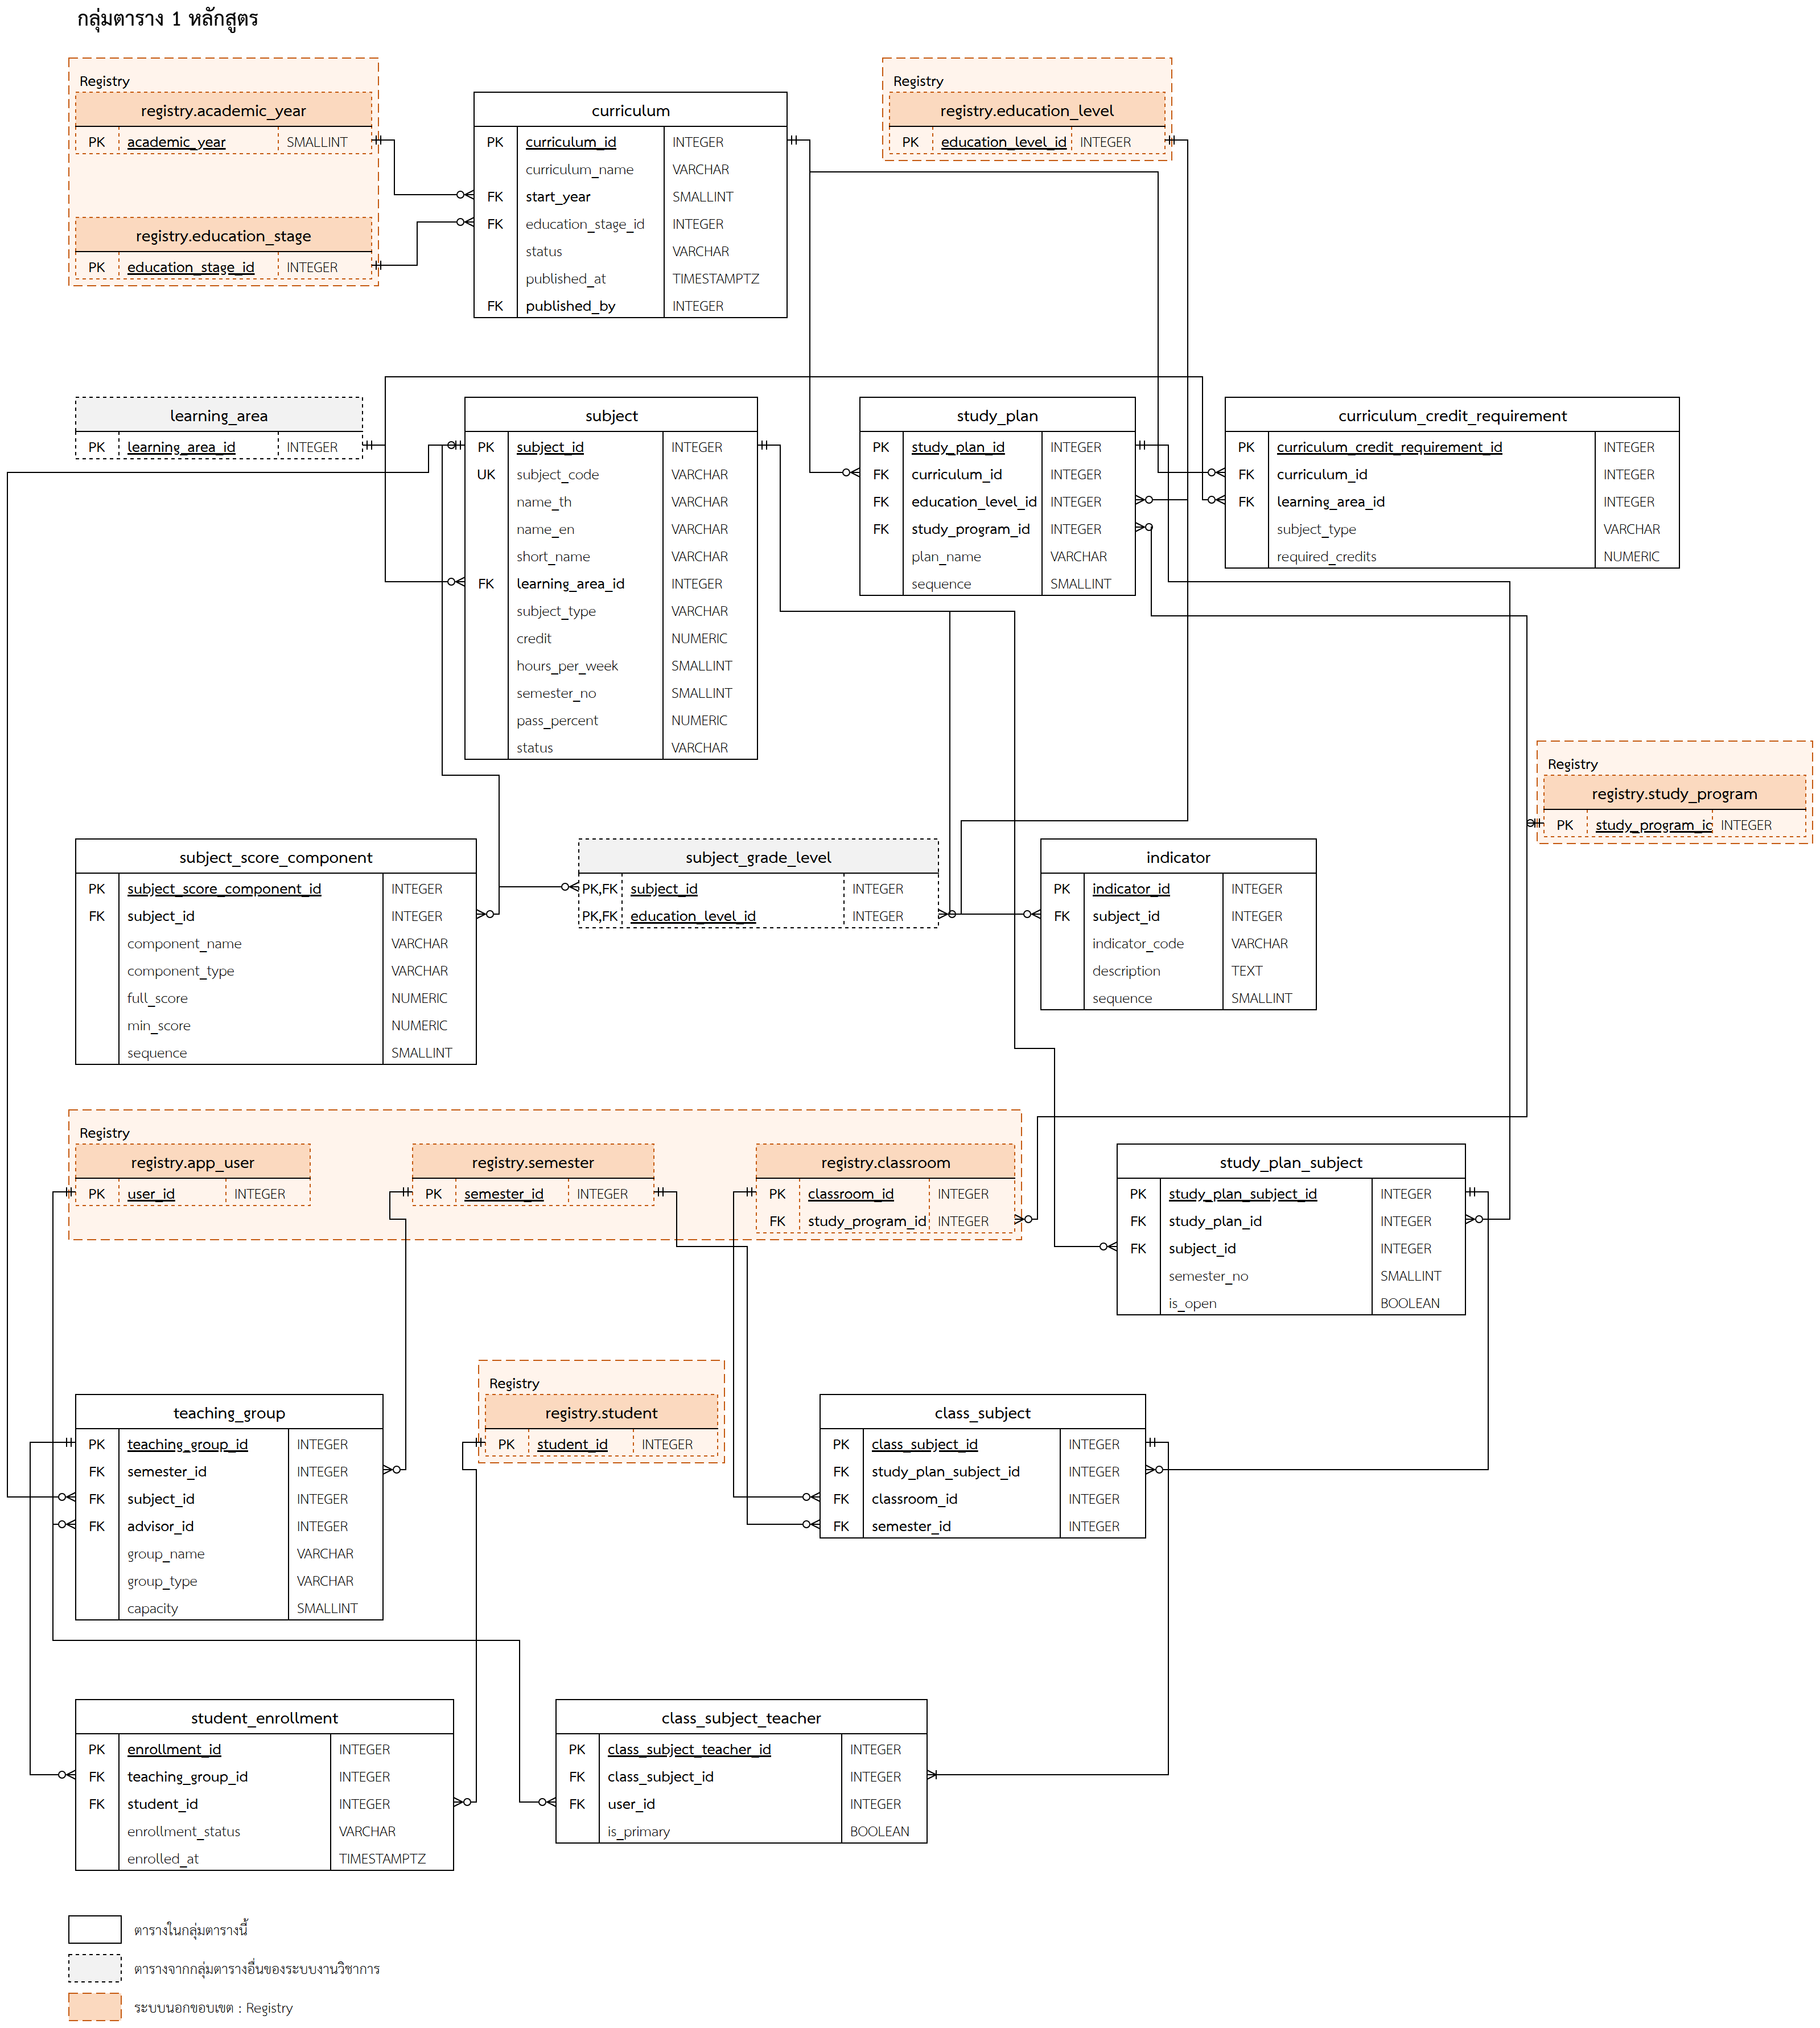 กลุ่มตาราง 1 หลักสูตร
Registry
registry.academic_year
PK academic_year SMALLINT
registry.education_stage
PK education_stage_id INTEGER
curriculum
PK curriculum_id INTEGER
curriculum_name VARCHAR
FK start_year SMALLINT
FK education_stage_id INTEGER
status VARCHAR
published_at TIMESTAMPTZ
FK published_by INTEGER
Registry
registry.education_level
PK education_level_id INTEGER
learning_area
PK learning_area_id INTEGER
subject
PK subject_id INTEGER
UK subject_code VARCHAR
name_th VARCHAR
name_en VARCHAR
short_name VARCHAR
FK learning_area_id INTEGER
subject_type VARCHAR
credit NUMERIC
hours_per_week SMALLINT
semester_no SMALLINT
pass_percent NUMERIC
status VARCHAR
study_plan
PK study_plan_id INTEGER
FK curriculum_id INTEGER
FK education_level_id INTEGER
FK study_program_id INTEGER
plan_name VARCHAR
sequence SMALLINT
curriculum_credit_requirement
PK curriculum_credit_requirement_id INTEGER
FK curriculum_id INTEGER
FK learning_area_id INTEGER
subject_type VARCHAR
required_credits NUMERIC
Registry
registry.study_program
PK study_program_id INTEGER
subject_score_component
PK subject_score_component_id INTEGER
FK subject_id INTEGER
component_name VARCHAR
component_type VARCHAR
full_score NUMERIC
min_score NUMERIC
sequence SMALLINT
subject_grade_level
PK,FK subject_id INTEGER
PK,FK education_level_id INTEGER
indicator
PK indicator_id INTEGER
FK subject_id INTEGER
indicator_code VARCHAR
description TEXT
sequence SMALLINT
Registry
registry.app_user
PK user_id INTEGER
registry.semester
PK semester_id INTEGER
registry.classroom
PK classroom_id INTEGER
FK study_program_id INTEGER
study_plan_subject
PK study_plan_subject_id INTEGER
FK study_plan_id INTEGER
FK subject_id INTEGER
semester_no SMALLINT
is_open BOOLEAN
teaching_group
PK teaching_group_id INTEGER
FK semester_id INTEGER
FK subject_id INTEGER
FK advisor_id INTEGER
group_name VARCHAR
group_type VARCHAR
capacity SMALLINT
Registry
registry.student
PK student_id INTEGER
class_subject
PK class_subject_id INTEGER
FK study_plan_subject_id INTEGER
FK classroom_id INTEGER
FK semester_id INTEGER
student_enrollment
PK enrollment_id INTEGER
FK teaching_group_id INTEGER
FK student_id INTEGER
enrollment_status VARCHAR
enrolled_at TIMESTAMPTZ
class_subject_teacher
PK class_subject_teacher_id INTEGER
FK class_subject_id INTEGER
FK user_id INTEGER
is_primary BOOLEAN
ตารางในกลุ่มตารางนี้
ตารางจากกลุ่มตารางอื่นของระบบงานวิชาการ
ระบบนอกขอบเขต : Registry